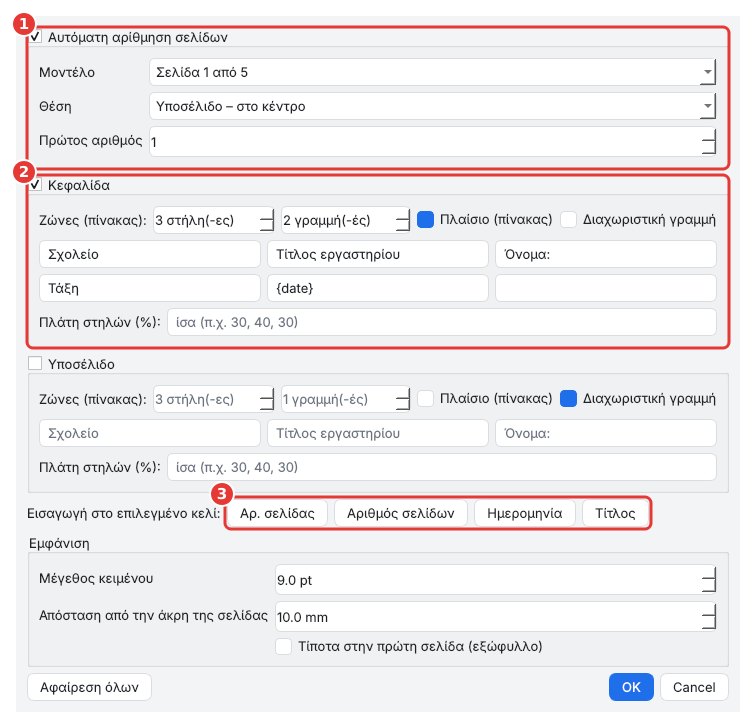 1
Αυτόματη αρίθμηση σελίδων
Μοντέλο Σελίδα 1 από 5
Θέση Υποσέλιδο – στο κέντρο
Πρώτος αριθμός 1
2
Κεφαλίδα
Ζώνες (πίνακας): 3 στήλη(-ες) 2 γραμμή(-ές) Πλαίσιο (πίνακας) Διαχωριστική γραμμή
Σχολείο Τίτλος εργαστηρίου Όνομα:
Τάξη {date}
Πλάτη στηλών (%): ίσα (π.χ. 30, 40, 30)
Υποσέλιδο
Ζώνες (πίνακας): 3 στήλη(-ες) 1 γραμμή(-ές) Πλαίσιο (πίνακας) Διαχωριστική γραμμή
Σχολείο Τίτλος εργαστηρίου Όνομα:
Πλάτη στηλών (%): ίσα (π.χ. 30, 40, 30)
3
Εισαγωγή στο επιλεγμένο κελί: Αρ. σελίδας Αριθμός σελίδων Ημερομηνία Τίτλος
Εμφάνιση
Μέγεθος κειμένου 9.0 pt
Απόσταση από την άκρη της σελίδας 10.0 mm
Τίποτα στην πρώτη σελίδα (εξώφυλλο)
Αφαίρεση όλων OK Cancel